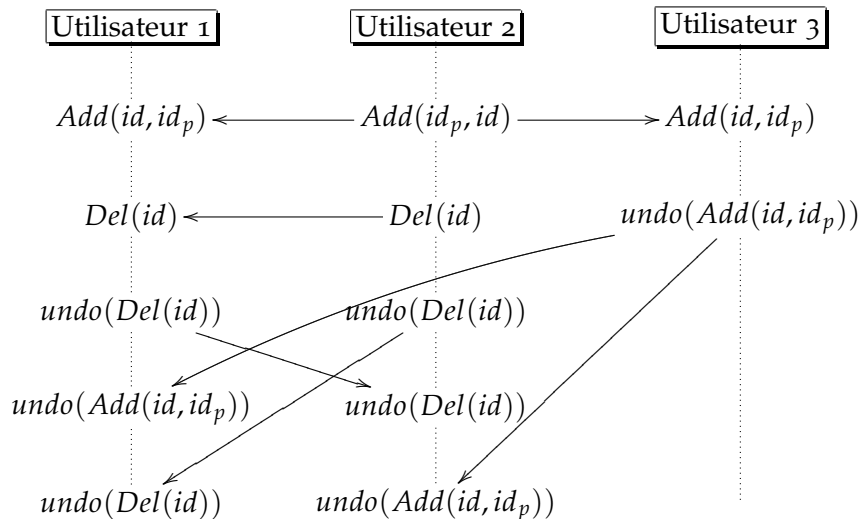 Utilisateur 1 Utilisateur 2 Utilisateur 3
Add(id, id_p) Add(id_p, id) Add(id, id_p)
Del(id) Del(id) undo(Add(id, id_p))
undo(Del(id)) undo(Del(id))
undo(Add(id, id_p)) undo(Del(id))
undo(Del(id)) undo(Add(id, id_p))